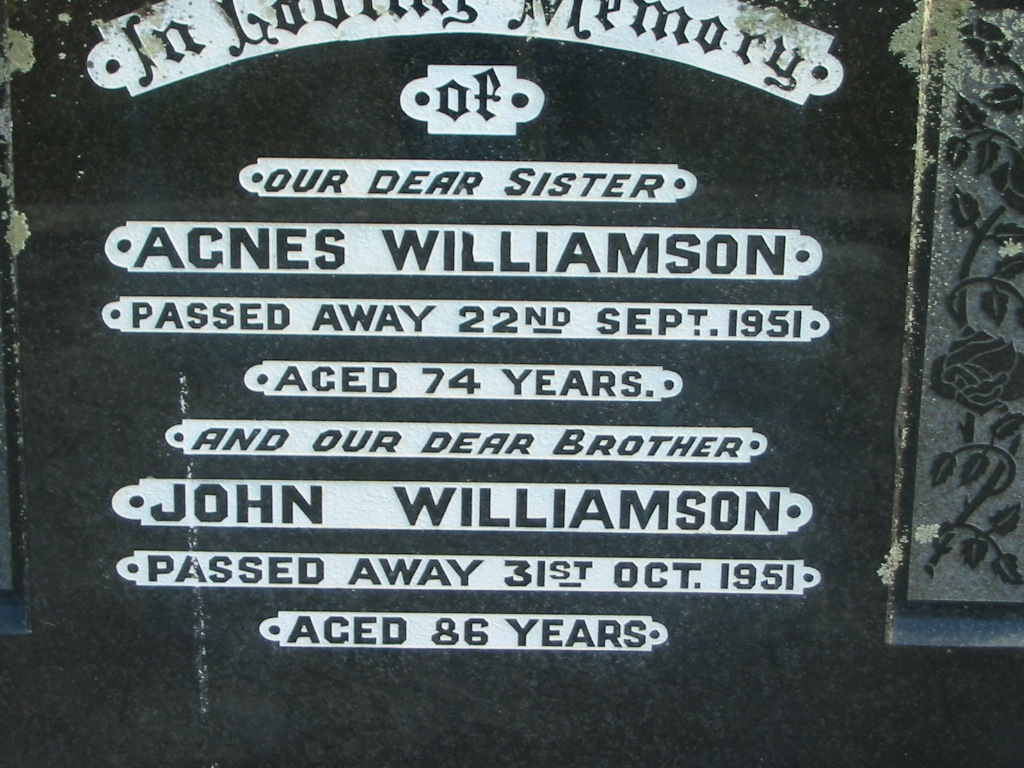 In Loving Memory
of
OUR DEAR SISTER
AGNES WILLIAMSON
PASSED AWAY 22ND SEPT. 1951
AGED 74 YEARS.
AND OUR DEAR BROTHER
JOHN WILLIAMSON
PASSED AWAY 31ST OCT. 1951
AGED 86 YEARS